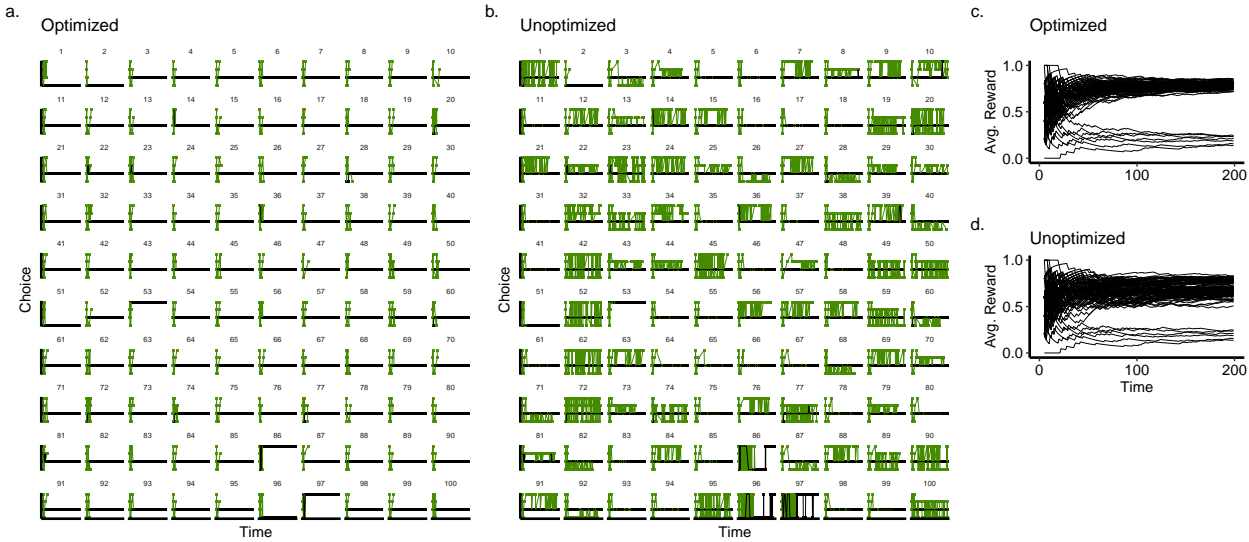 a.
Optimized
1 2 3 4 5 6 7 8 9 10
11 12 13 14 15 16 17 18 19 20
21 22 23 24 25 26 27 28 29 30
31 32 33 34 35 36 37 38 39 40
41 42 43 44 45 46 47 48 49 50
51 52 53 54 55 56 57 58 59 60
61 62 63 64 65 66 67 68 69 70
71 72 73 74 75 76 77 78 79 80
81 82 83 84 85 86 87 88 89 90
91 92 93 94 95 96 97 98 99 100
Choice
Time
b.
Unoptimized
1 2 3 4 5 6 7 8 9 10
11 12 13 14 15 16 17 18 19 20
21 22 23 24 25 26 27 28 29 30
31 32 33 34 35 36 37 38 39 40
41 42 43 44 45 46 47 48 49 50
51 52 53 54 55 56 57 58 59 60
61 62 63 64 65 66 67 68 69 70
71 72 73 74 75 76 77 78 79 80
81 82 83 84 85 86 87 88 89 90
91 92 93 94 95 96 97 98 99 100
Choice
Time
c.
Optimized
Avg. Reward
1.0
0.5
0.0
0 100 200
d.
Unoptimized
Avg. Reward
1.0
0.5
0.0
0 100 200
Time